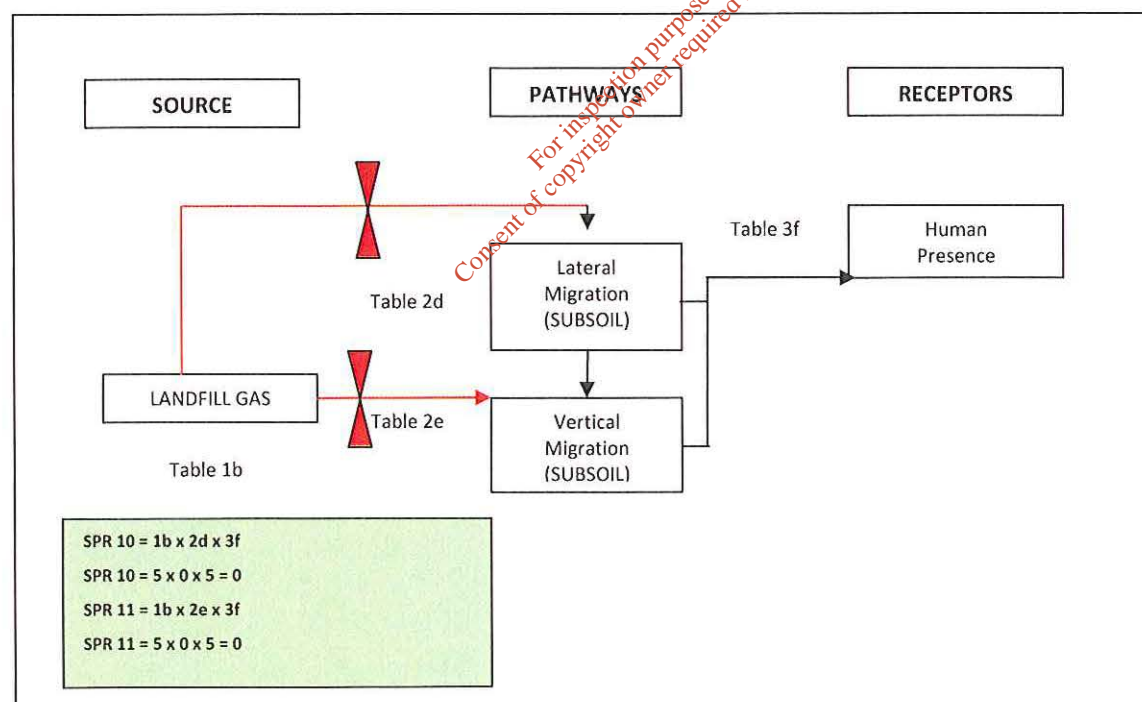 SOURCE
PATHWAYS
RECEPTORS
For inspection purpose
Consent of copyright owner required
Table 3f
Human
Presence
Lateral
Migration
(SUBSOIL)
Table 2d
LANDFILL GAS
Table 2e
Vertical
Migration
(SUBSOIL)
Table 1b
SPR 10 = 1b x 2d x 3f
SPR 10 = 5 x 0 x 5 = 0
SPR 11 = 1b x 2e x 3f
SPR 11 = 5 x 0 x 5 = 0